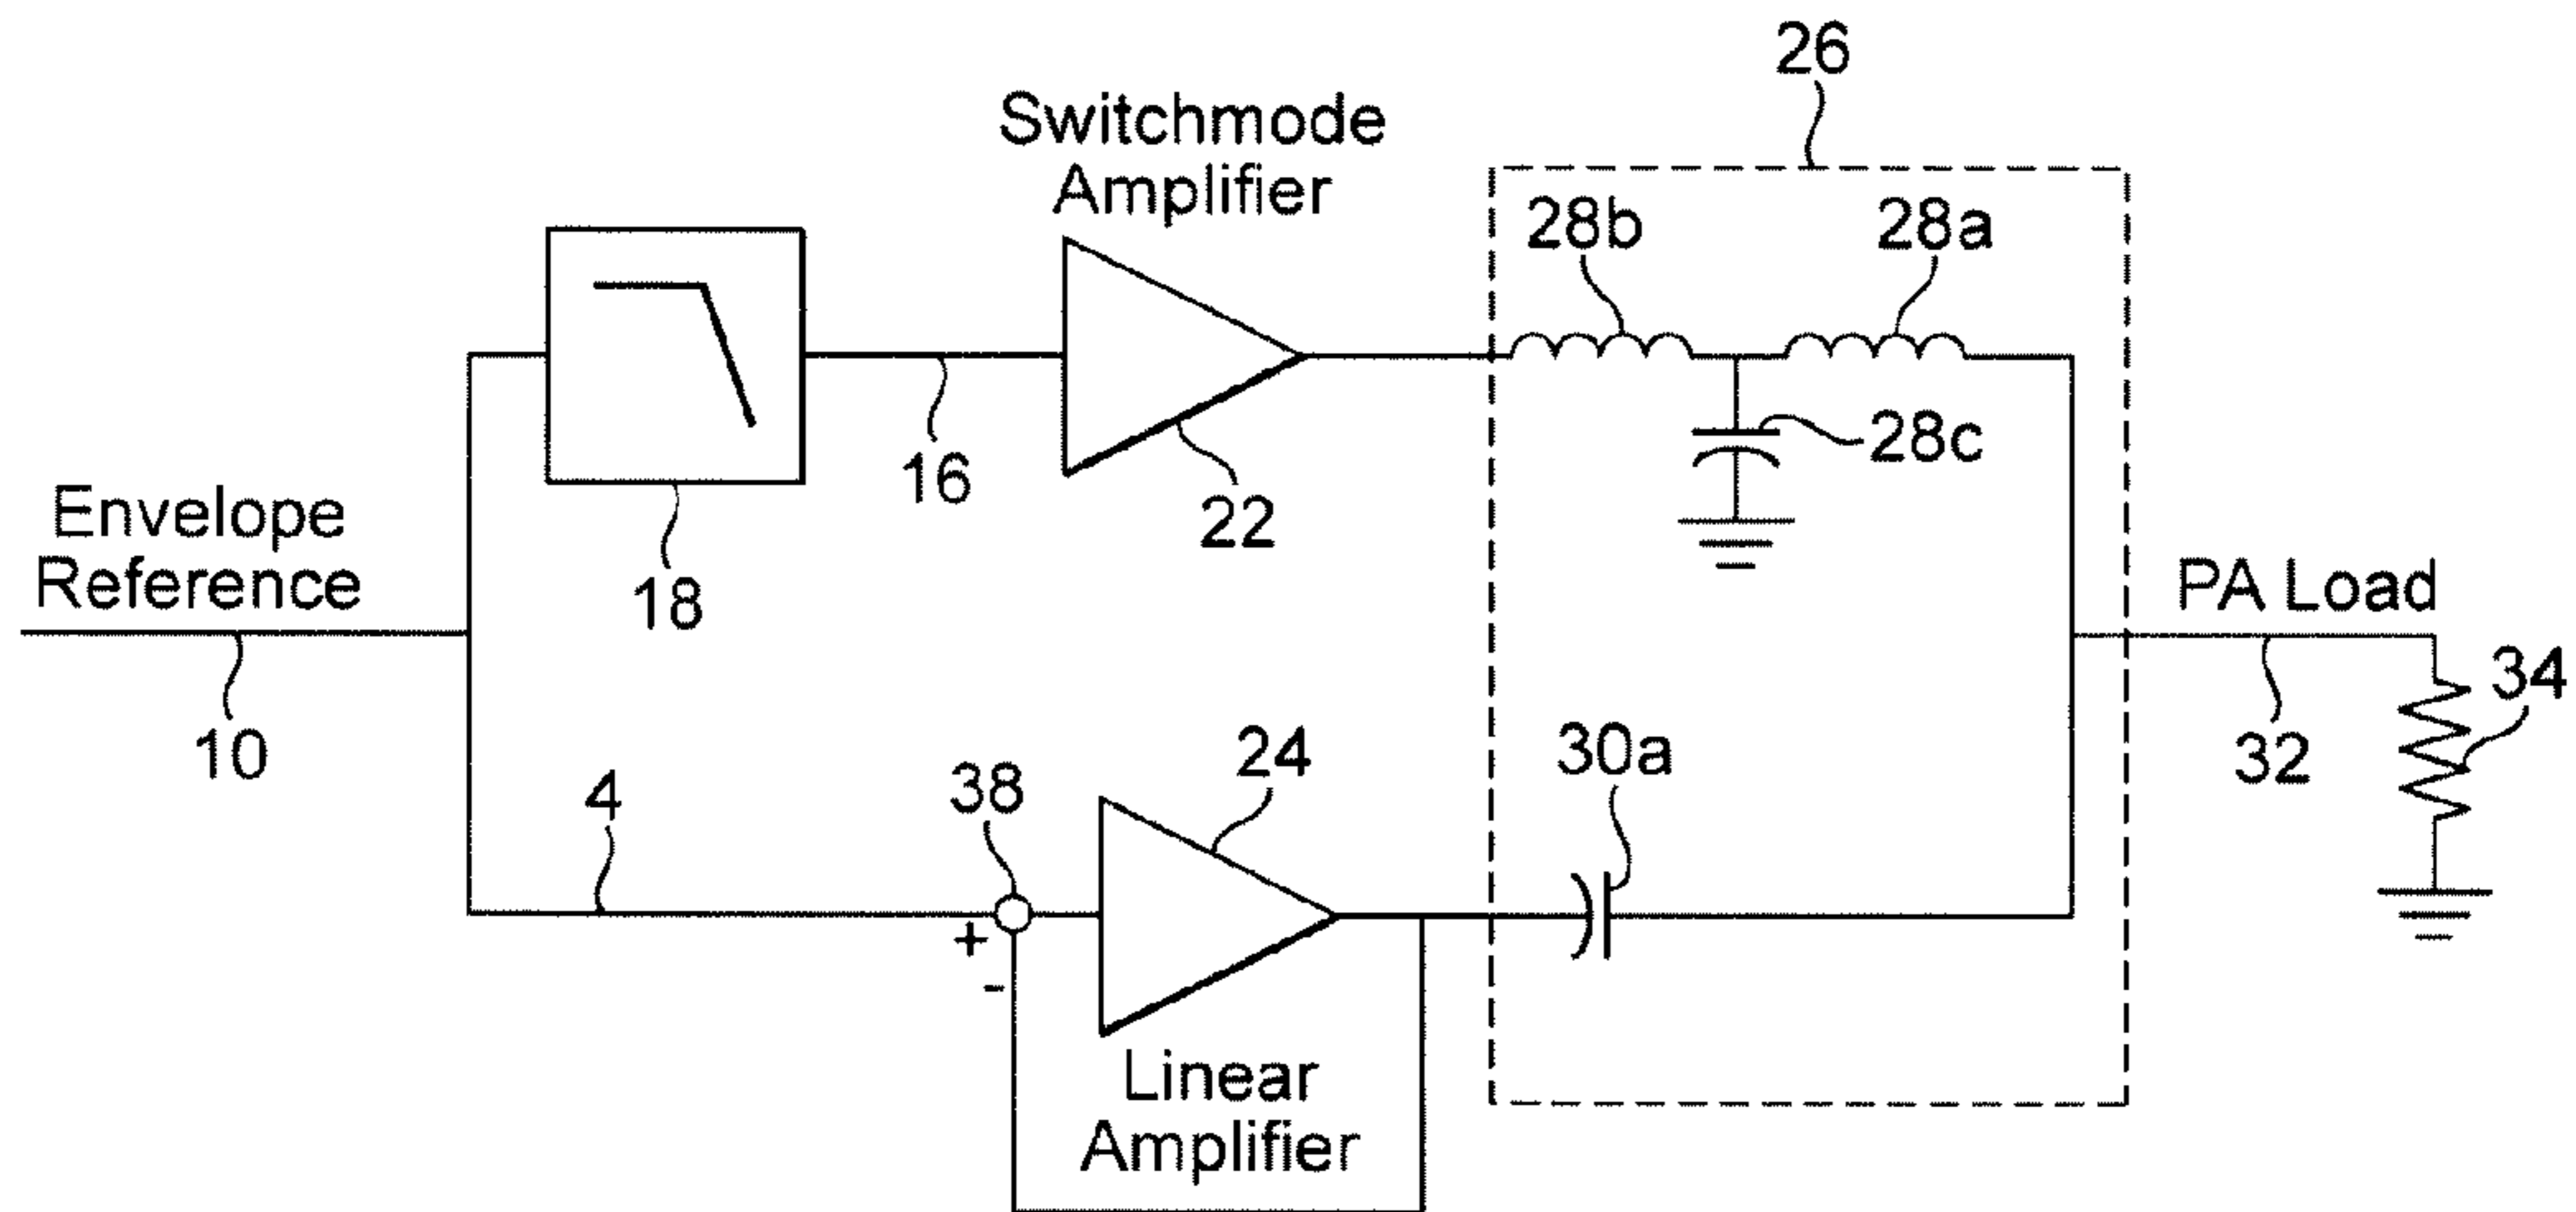 26
Switchmode
Amplifier
28b
28a
28c
16
22
18
Envelope
Reference
10
PA Load
34
32
30a
24
38
4
+
-
Linear
Amplifier